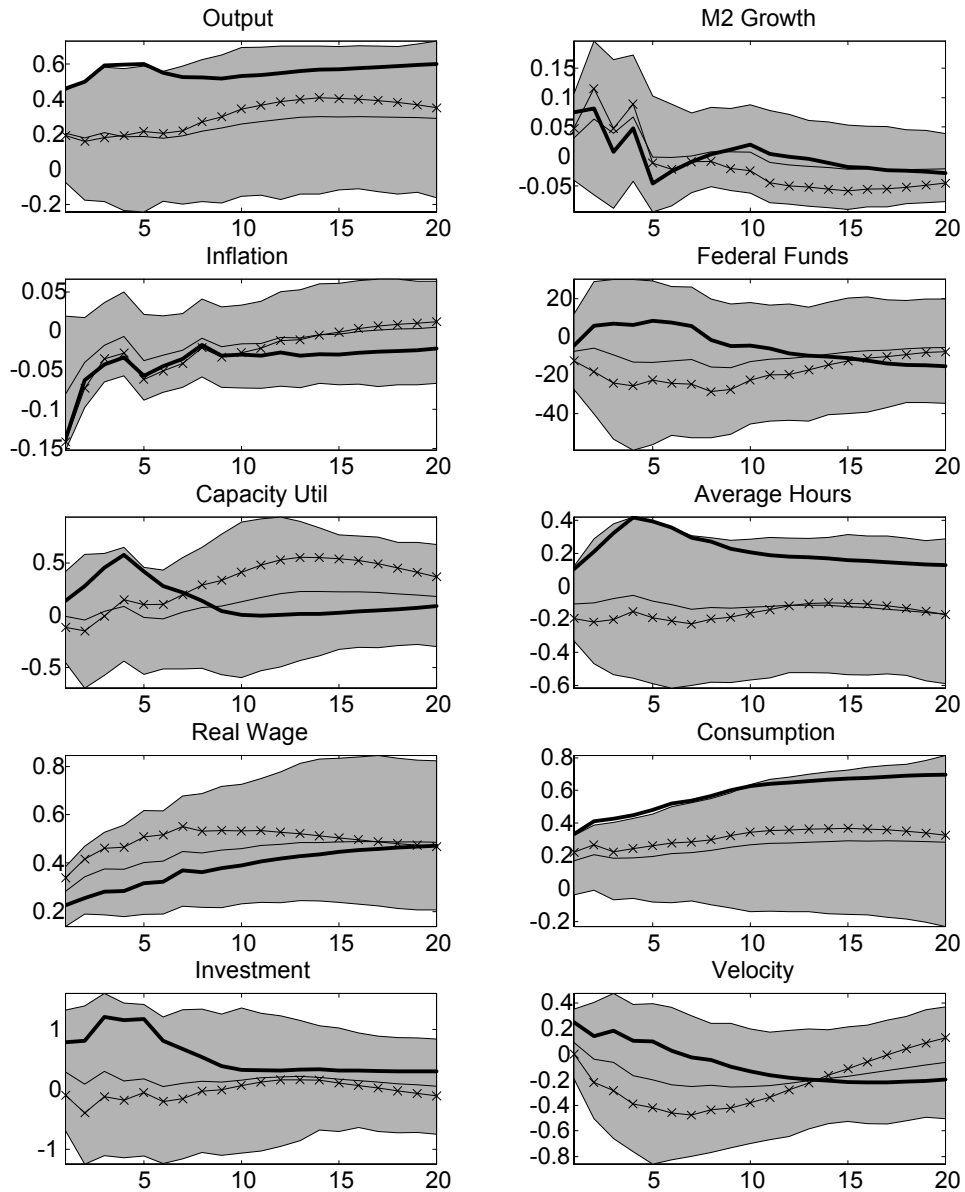 Output
0.6
0.4
0.2
0
-0.2
5 10 15 20
M2 Growth
0.15
0.1
0.05
0
-0.05
5 10 15 20
Inflation
0.05
0
-0.05
-0.1
-0.15
5 10 15 20
Federal Funds
20
0
-20
-40
5 10 15 20
Capacity Util
0.5
0
-0.5
5 10 15 20
Average Hours
0.4
0.2
0
-0.2
-0.4
-0.6
5 10 15 20
Real Wage
0.8
0.6
0.4
0.2
5 10 15 20
Consumption
0.8
0.6
0.4
0.2
0
-0.2
5 10 15 20
Investment
1
0
-1
5 10 15 20
Velocity
0.4
0.2
0
-0.2
-0.4
-0.6
-0.8
5 10 15 20